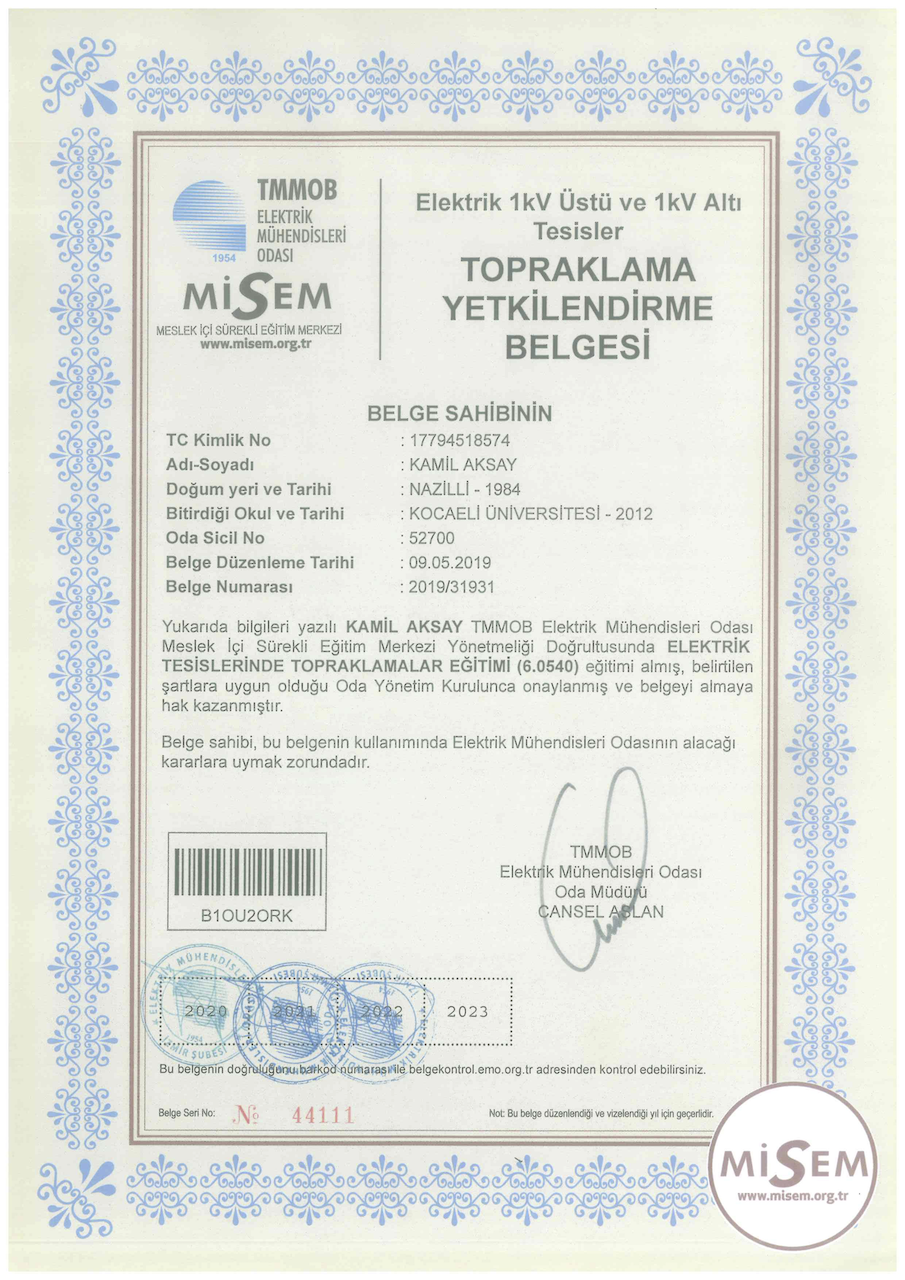 TMMOB
ELEKTRİK
MÜHENDİSLERİ
ODASI
1954
MİSEM
MESLEK İÇİ SÜREKLİ EĞİTİM MERKEZİ
www.misem.org.tr
Elektrik 1kV Üstü ve 1kV Altı
Tesisler
TOPRAKLAMA
YETKİLENDİRME
BELGESİ
BELGE SAHİBİNİN
TC Kimlik No : 17794518574
Adı-Soyadı : KAMİL AKSAY
Doğum yeri ve Tarihi : NAZİLLİ - 1984
Bitirdiği Okul ve Tarihi : KOCAELİ ÜNİVERSİTESİ - 2012
Oda Sicil No : 52700
Belge Düzenleme Tarihi : 09.05.2019
Belge Numarası : 2019/31931
Yukarıda bilgileri yazılı KAMİL AKSAY TMMOB Elektrik Mühendisleri Odası
Meslek İçi Sürekli Eğitim Merkezi Yönetmeliği Doğrultusunda ELEKTRİK
TESİSLERİNDE TOPRAKLAMALAR EĞİTİMİ (6.0540) eğitimi almış, belirtilen
şartlara uygun olduğu Oda Yönetim Kurulunca onaylanmış ve belgeyi almaya
hak kazanmıştır.
Belge sahibi, bu belgenin kullanımında Elektrik Mühendisleri Odasının alacağı
kararlara uymak zorundadır.
TMMOB
Elektrik Mühendisleri Odası
Oda Müdürü
CANSEL ASLAN
B1OU2ORK
2020 2021 2022 2023
Bu belgenin doğruluğunu barkod numarası ile belgekontrol.emo.org.tr adresinden kontrol edebilirsiniz.
Belge Seri No: № 44111
Not: Bu belge düzenlendiği ve vizelendiği yıl için geçerlidir.
MİSEM
www.misem.org.tr